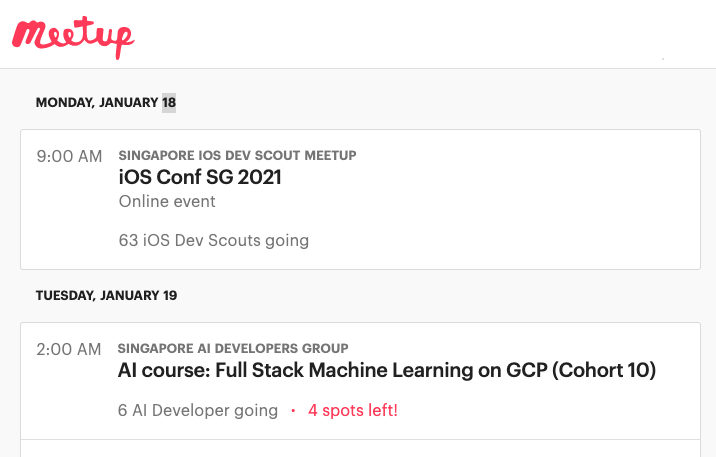 Meetup
MONDAY, JANUARY 18
9:00 AM
SINGAPORE IOS DEV SCOUT MEETUP
iOS Conf SG 2021
Online event
63 iOS Dev Scouts going
TUESDAY, JANUARY 19
2:00 AM
SINGAPORE AI DEVELOPERS GROUP
AI course: Full Stack Machine Learning on GCP (Cohort 10)
6 AI Developer going • 4 spots left!